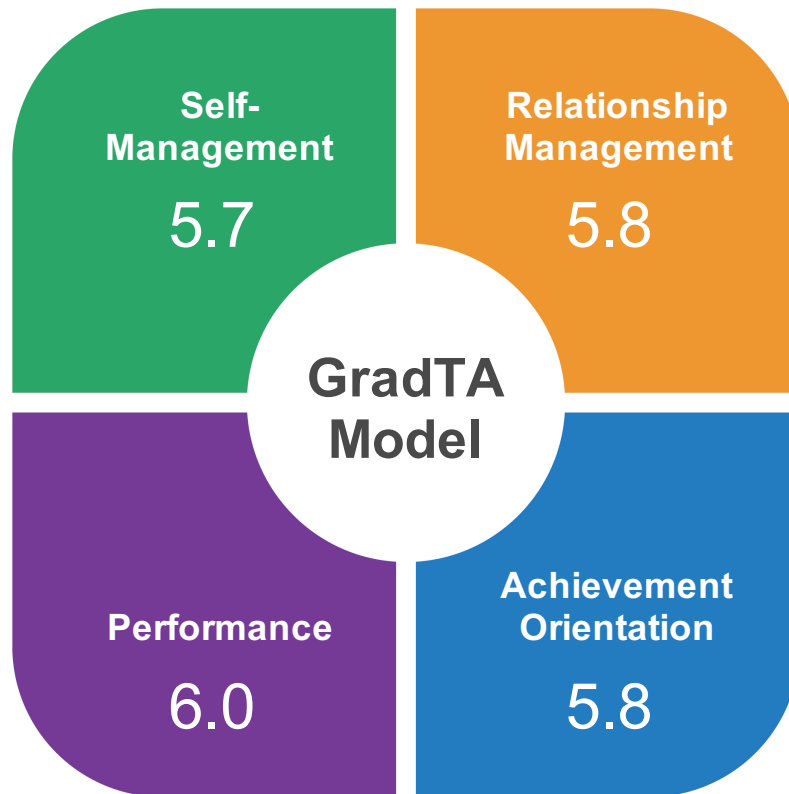 Self-
Management
5.7
Relationship
Management
5.8
GradTA
Model
Performance
6.0
Achievement
Orientation
5.8